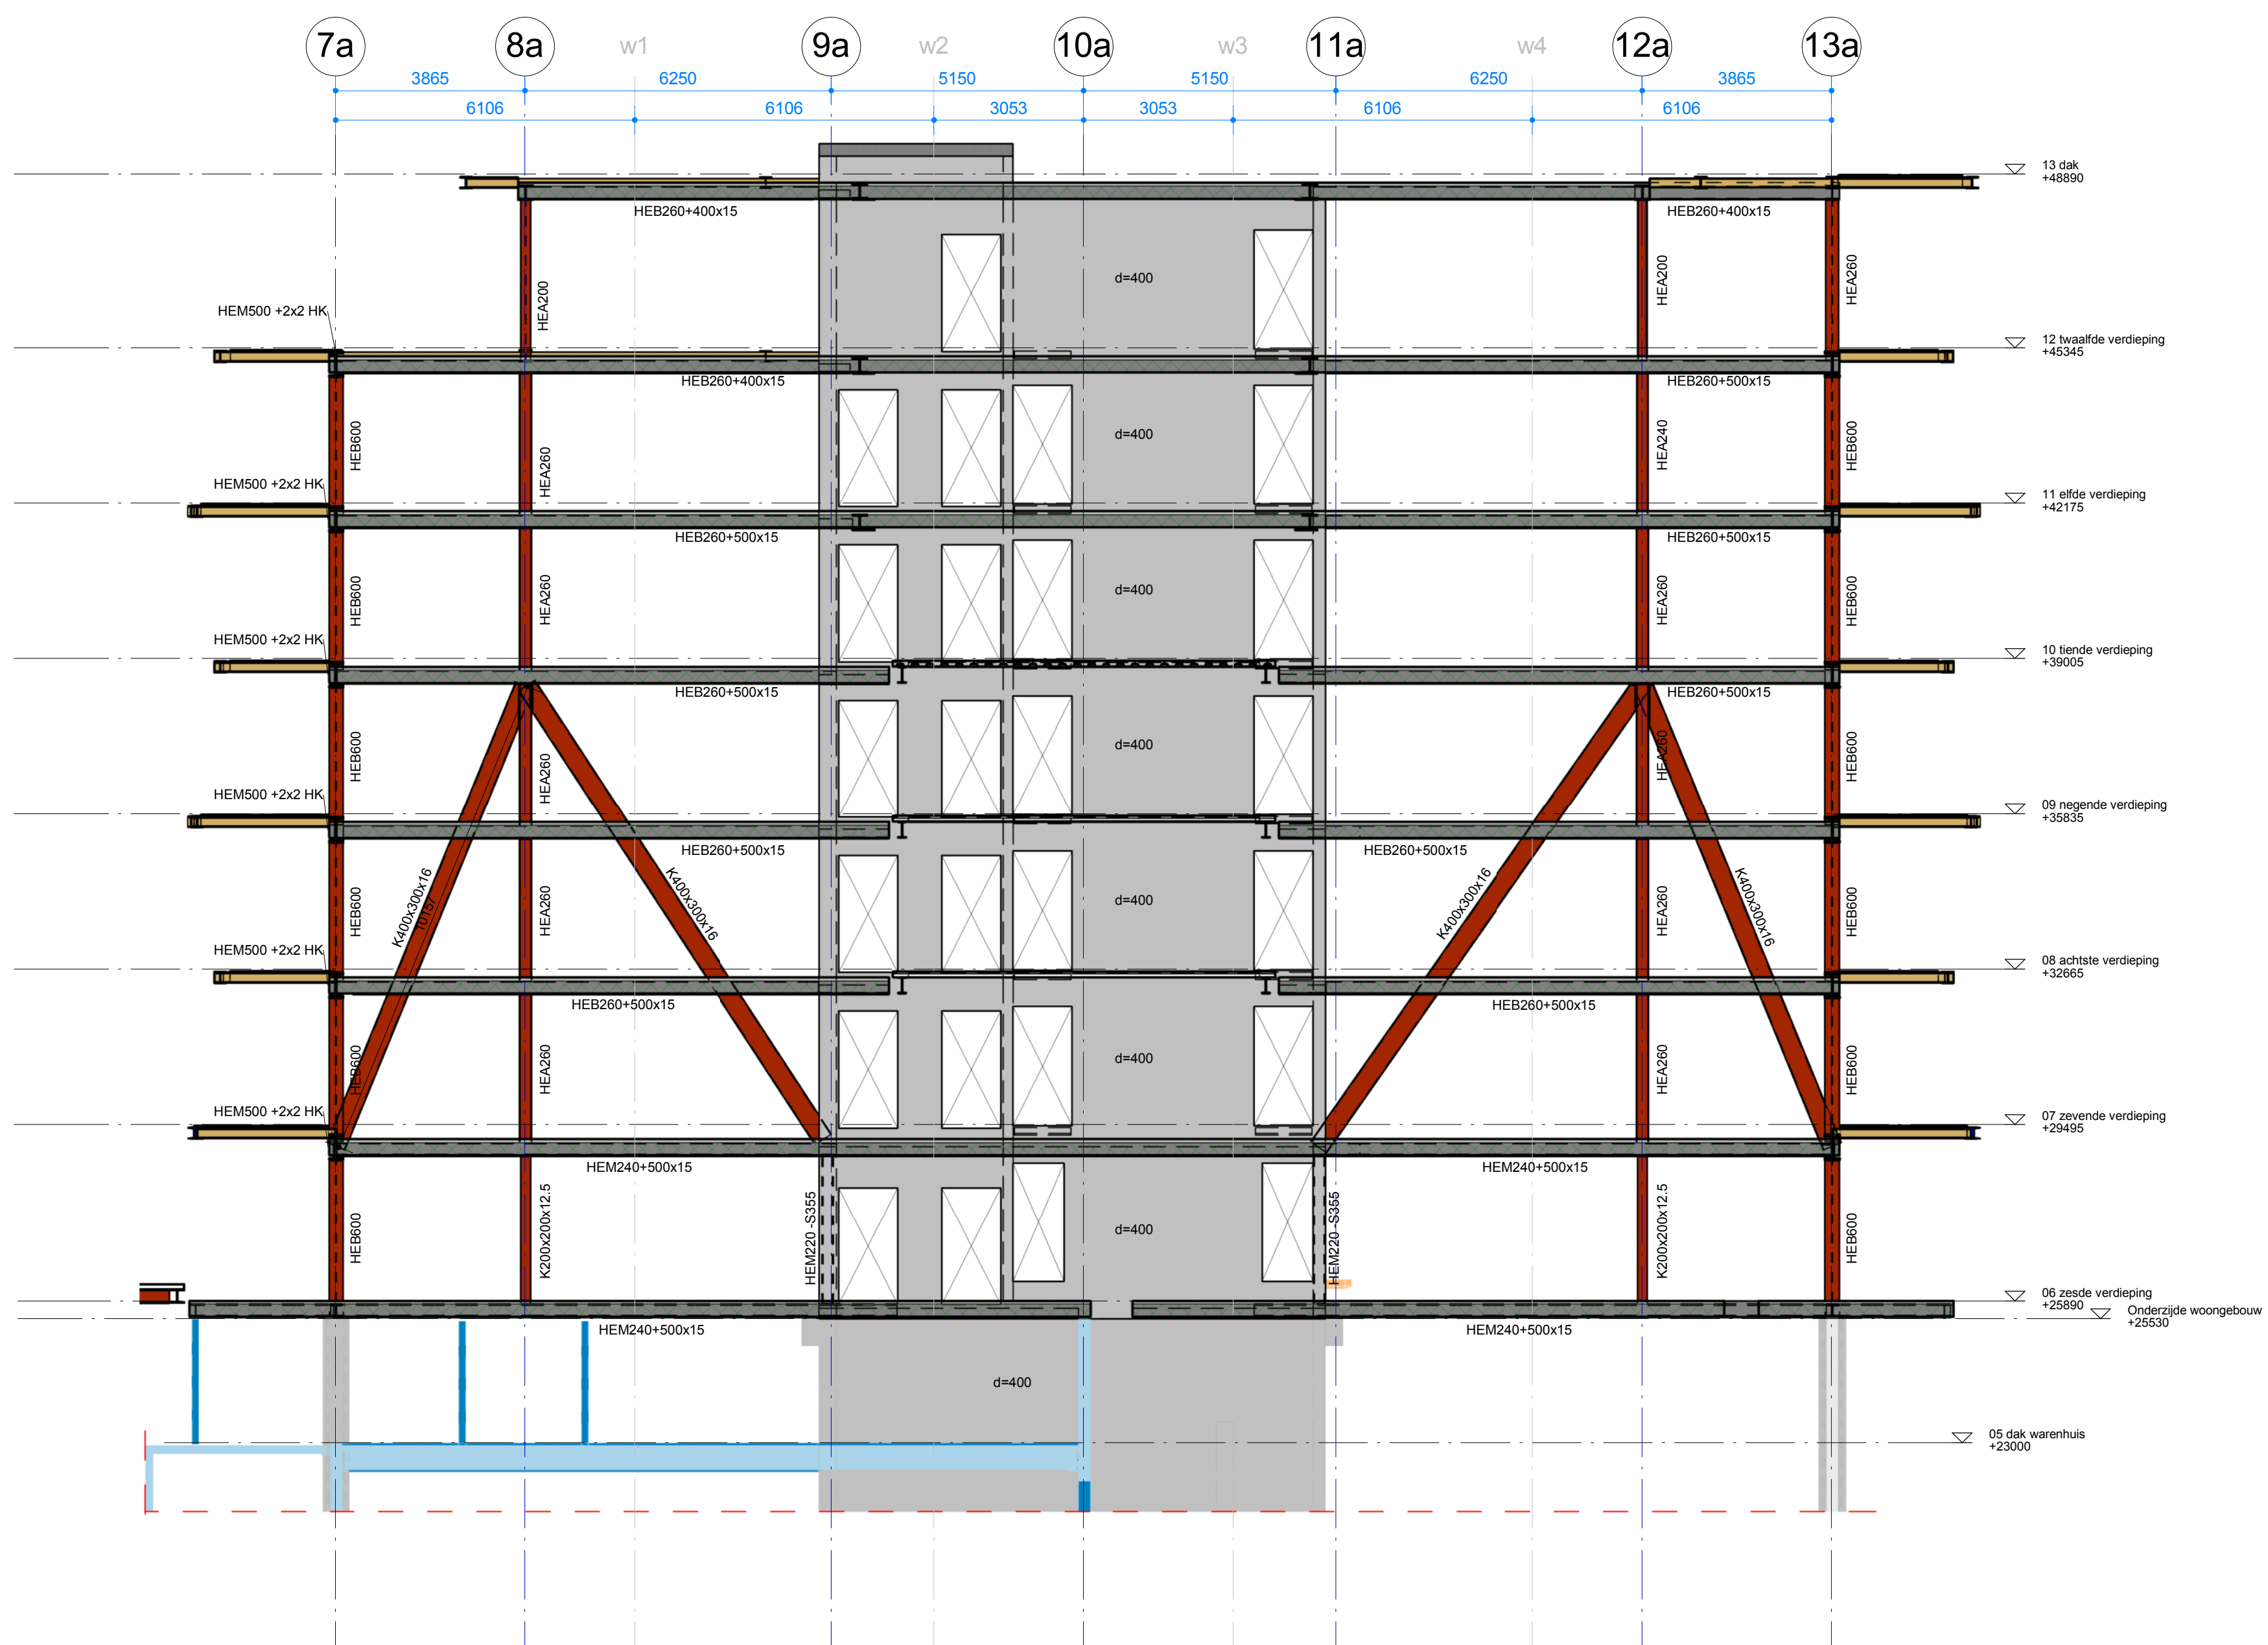 7a 8a w1 9a w2 10a w3 11a w4 12a 13a
3865 6250 5150 5150 6250 3865
6106 6106 3053 3053 6106 6106
13 dak
+48890
HEB260+400x15 HEB260+400x15
HEA200 d=400 HEA200 HEA260
HEM500 +2x2 HK
12 twaalfde verdieping
+45345
HEB260+400x15 HEB260+500x15
HEB600 HEA260 d=400 HEA240 HEB600
HEM500 +2x2 HK
11 elfde verdieping
+42175
HEB260+500x15 HEB260+500x15
HEB600 HEA260 d=400 HEA260 HEB600
HEM500 +2x2 HK
10 tiende verdieping
+39005
HEB260+500x15 HEB260+500x15
HEB600 HEA260 d=400 HEA260 HEB600
HEM500 +2x2 HK
09 negende verdieping
+35835
HEB260+500x15 HEB260+500x15
K400x300x16 K400x300x16 K400x300x16 K400x300x16
10157
HEB600 HEA260 d=400 HEA260 HEB600
HEM500 +2x2 HK
08 achtste verdieping
+32665
HEB260+500x15 HEB260+500x15
HEB600 HEA260 d=400 HEA260 HEB600
HEM500 +2x2 HK
07 zevende verdieping
+29495
HEM240+500x15 HEM240+500x15
HEB600 K200x200x12.5 HEM220 -S355 d=400 HEM220 -S355 K200x200x12.5 HEB600
06 zesde verdieping
+25890
Onderzijde woongebouw
+25530
HEM240+500x15 HEM240+500x15
d=400
05 dak warenhuis
+23000